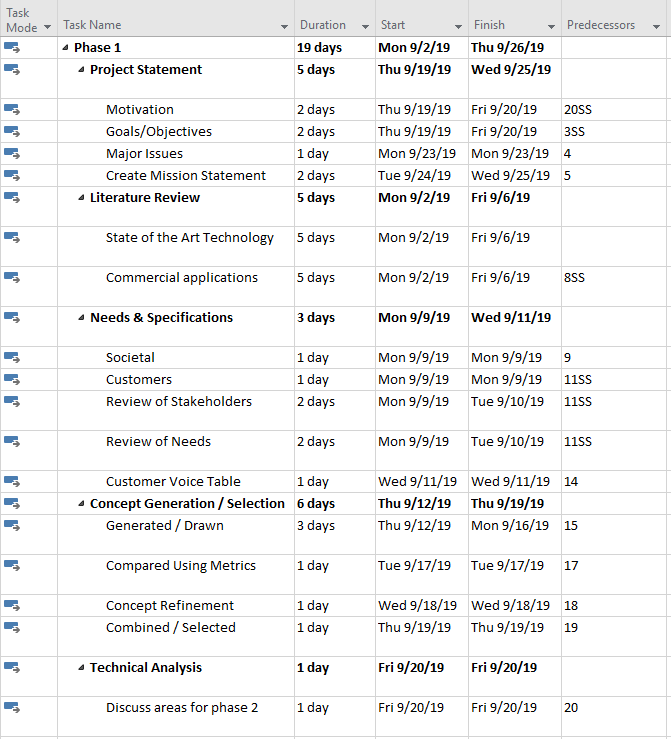 Task Mode Task Name Duration Start Finish Predecessors
Phase 1 19 days Mon 9/2/19 Thu 9/26/19
Project Statement 5 days Thu 9/19/19 Wed 9/25/19
Motivation 2 days Thu 9/19/19 Fri 9/20/19 20SS
Goals/Objectives 2 days Thu 9/19/19 Fri 9/20/19 3SS
Major Issues 1 day Mon 9/23/19 Mon 9/23/19 4
Create Mission Statement 2 days Tue 9/24/19 Wed 9/25/19 5
Literature Review 5 days Mon 9/2/19 Fri 9/6/19
State of the Art Technology 5 days Mon 9/2/19 Fri 9/6/19
Commercial applications 5 days Mon 9/2/19 Fri 9/6/19 8SS
Needs & Specifications 3 days Mon 9/9/19 Wed 9/11/19
Societal 1 day Mon 9/9/19 Mon 9/9/19 9
Customers 1 day Mon 9/9/19 Mon 9/9/19 11SS
Review of Stakeholders 2 days Mon 9/9/19 Tue 9/10/19 11SS
Review of Needs 2 days Mon 9/9/19 Tue 9/10/19 11SS
Customer Voice Table 1 day Wed 9/11/19 Wed 9/11/19 14
Concept Generation / Selection 6 days Thu 9/12/19 Thu 9/19/19
Generated / Drawn 3 days Thu 9/12/19 Mon 9/16/19 15
Compared Using Metrics 1 day Tue 9/17/19 Tue 9/17/19 17
Concept Refinement 1 day Wed 9/18/19 Wed 9/18/19 18
Combined / Selected 1 day Thu 9/19/19 Thu 9/19/19 19
Technical Analysis 1 day Fri 9/20/19 Fri 9/20/19
Discuss areas for phase 2 1 day Fri 9/20/19 Fri 9/20/19 20